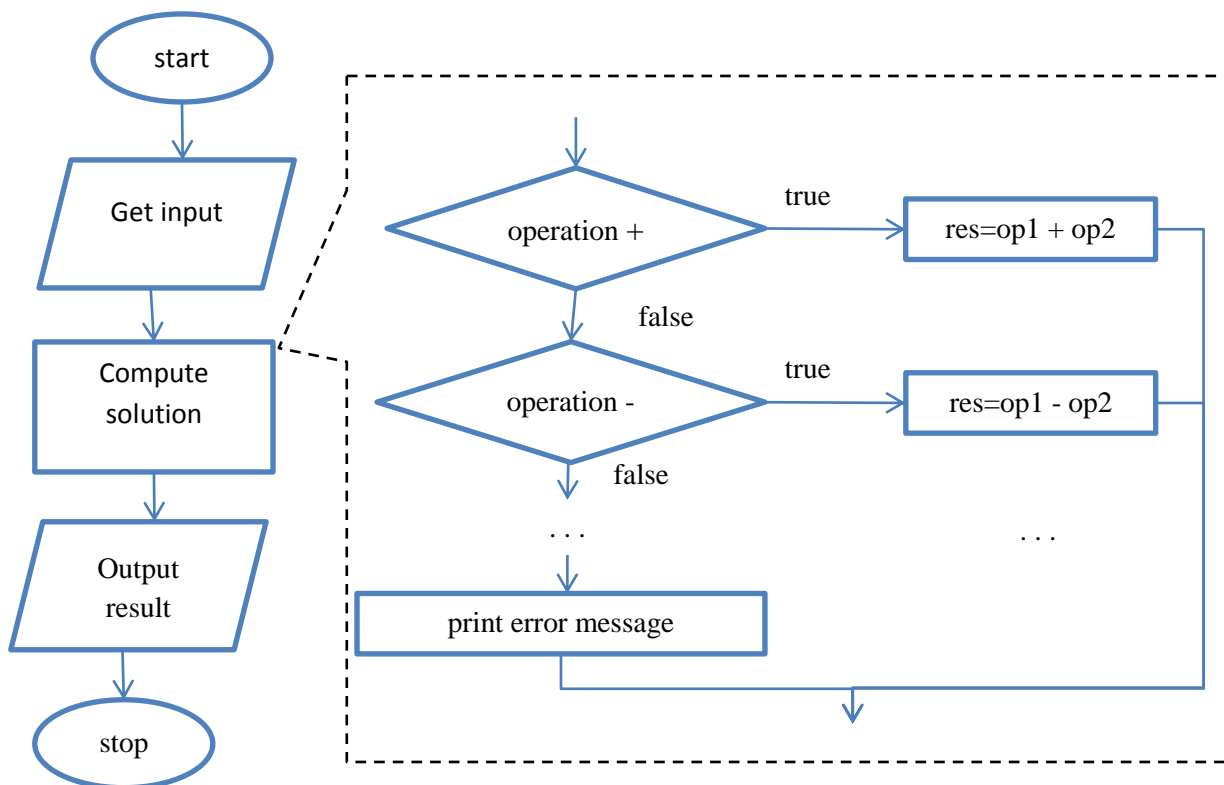 start
Get input
Compute
solution
Output
result
stop
operation +
true
res=op1 + op2
false
operation -
true
res=op1 - op2
false
. . .
. . .
print error message